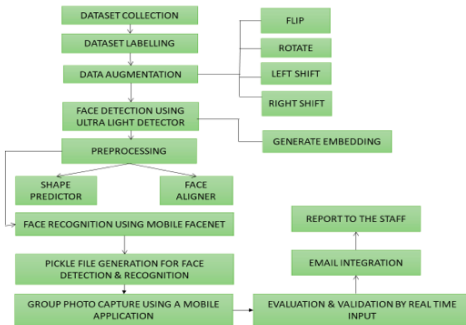 DATASET COLLECTION
DATASET LABELLING
DATA AUGMENTATION
FLIP
ROTATE
LEFT SHIFT
RIGHT SHIFT
FACE DETECTION USING
ULTRA LIGHT DETECTOR
GENERATE EMBEDDING
PREPROCESSING
SHAPE
PREDICTOR
FACE
ALIGNER
FACE RECOGNITION USING MOBILE FACENET
PICKLE FILE GENERATION FOR FACE
DETECTION & RECOGNITION
GROUP PHOTO CAPTURE USING A MOBILE
APPLICATION
EVALUATION & VALIDATION BY REAL TIME
INPUT
EMAIL INTEGRATION
REPORT TO THE STAFF